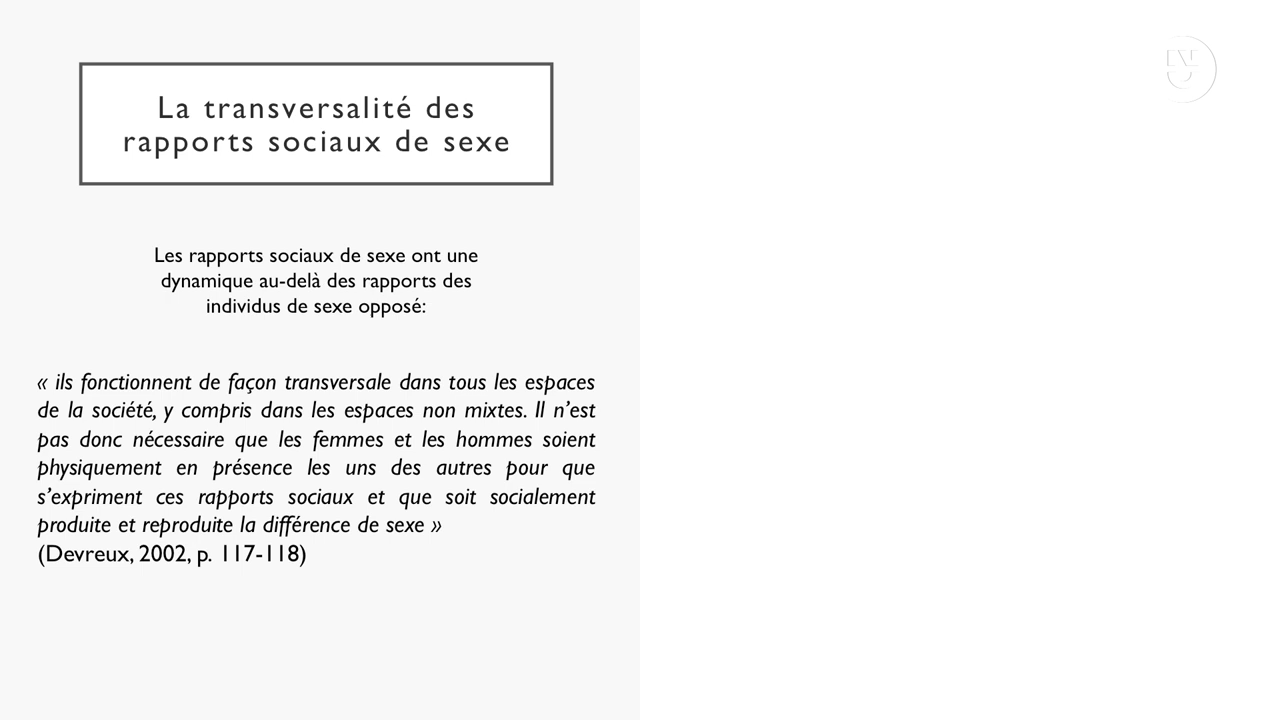 La transversalité des
rapports sociaux de sexe
Les rapports sociaux de sexe ont une
dynamique au-delà des rapports des
individus de sexe opposé:
« ils fonctionnent de façon transversale dans tous les espaces
de la société, y compris dans les espaces non mixtes. Il n’est
pas donc nécessaire que les femmes et les hommes soient
physiquement en présence les uns des autres pour que
s’expriment ces rapports sociaux et que soit socialement
produite et reproduite la différence de sexe »
(Devreux, 2002, p. 117-118)